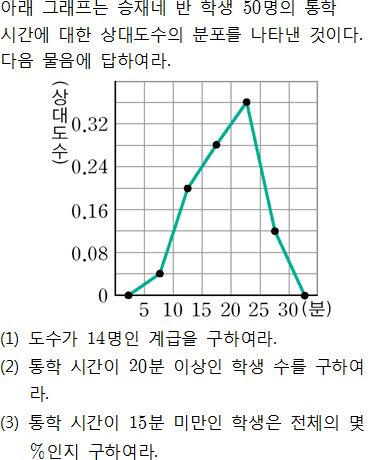 아래 그래프는 승재네 반 학생 50명의 통학
시간에 대한 상대도수의 분포를 나타낸 것이다.
다음 물음에 답하여라.
(상대도수)
0.32
0.24
0.16
0.08
0
5 10 15 20 25 30(분)
(1) 도수가 14명인 계급을 구하여라.
(2) 통학 시간이 20분 이상인 학생 수를 구하여
라.
(3) 통학 시간이 15분 미만인 학생은 전체의 몇
%인지 구하여라.